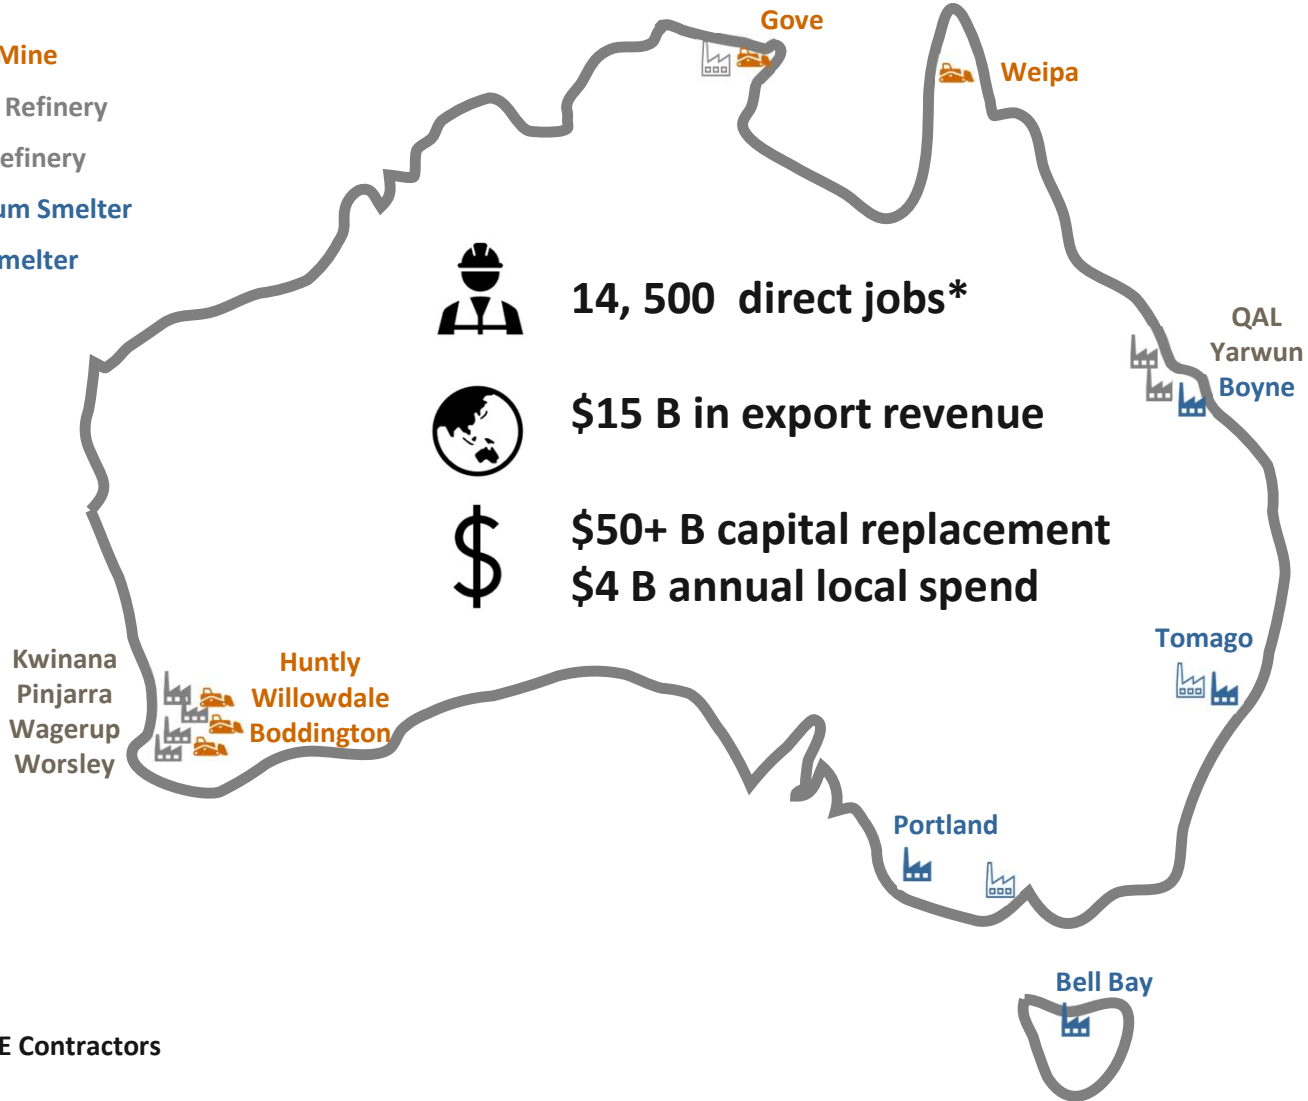 Mine
Refinery
efinery
um Smelter
melter
Gove
Weipa
14, 500 direct jobs*
$15 B in export revenue
$50+ B capital replacement
$4 B annual local spend
QAL
Yarwun
Boyne
Tomago
Kwinana
Pinjarra
Wagerup
Worsley
Huntly
Willowdale
Boddington
Portland
Bell Bay
E Contractors